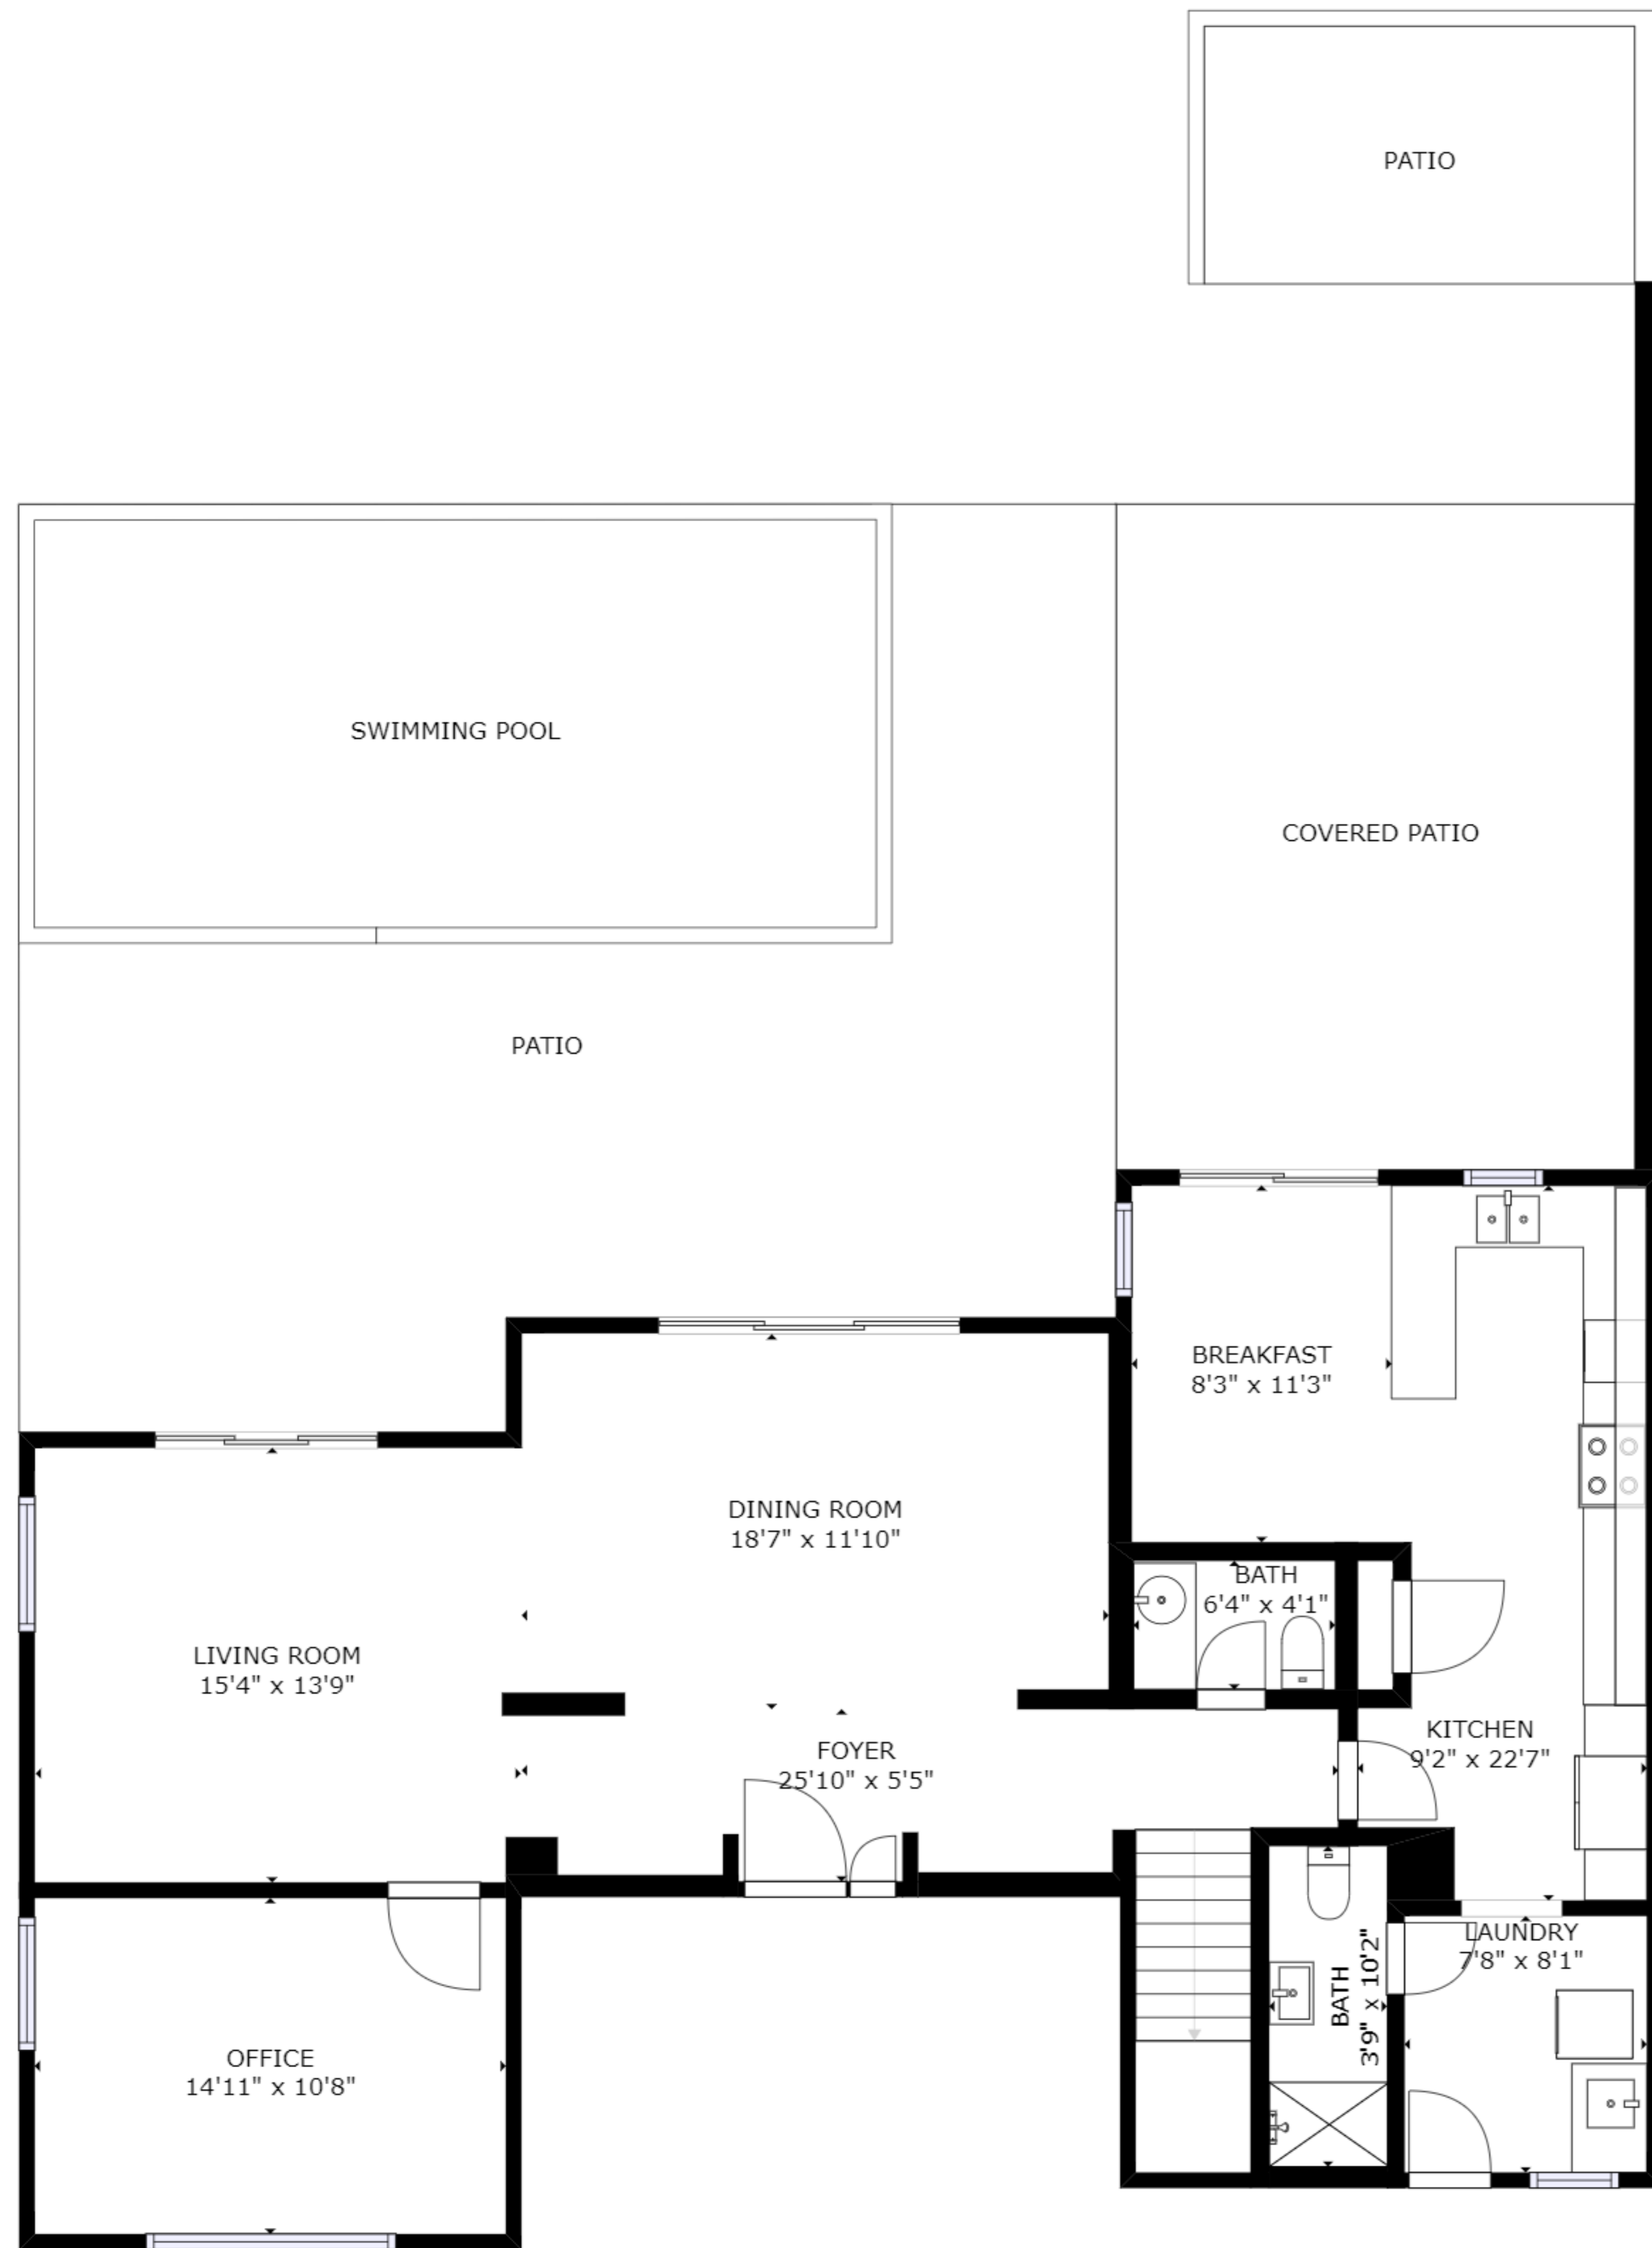 PATIO
SWIMMING POOL
COVERED PATIO
PATIO
BREAKFAST
8'3" x 11'3"
DINING ROOM
18'7" x 11'10"
BATH
6'4" x 4'1"
LIVING ROOM
15'4" x 13'9"
KITCHEN
9'2" x 22'7"
FOYER
25'10" x 5'5"
LAUNDRY
7'8" x 8'1"
BATH
3'9" x 10'2"
OFFICE
14'11" x 10'8"